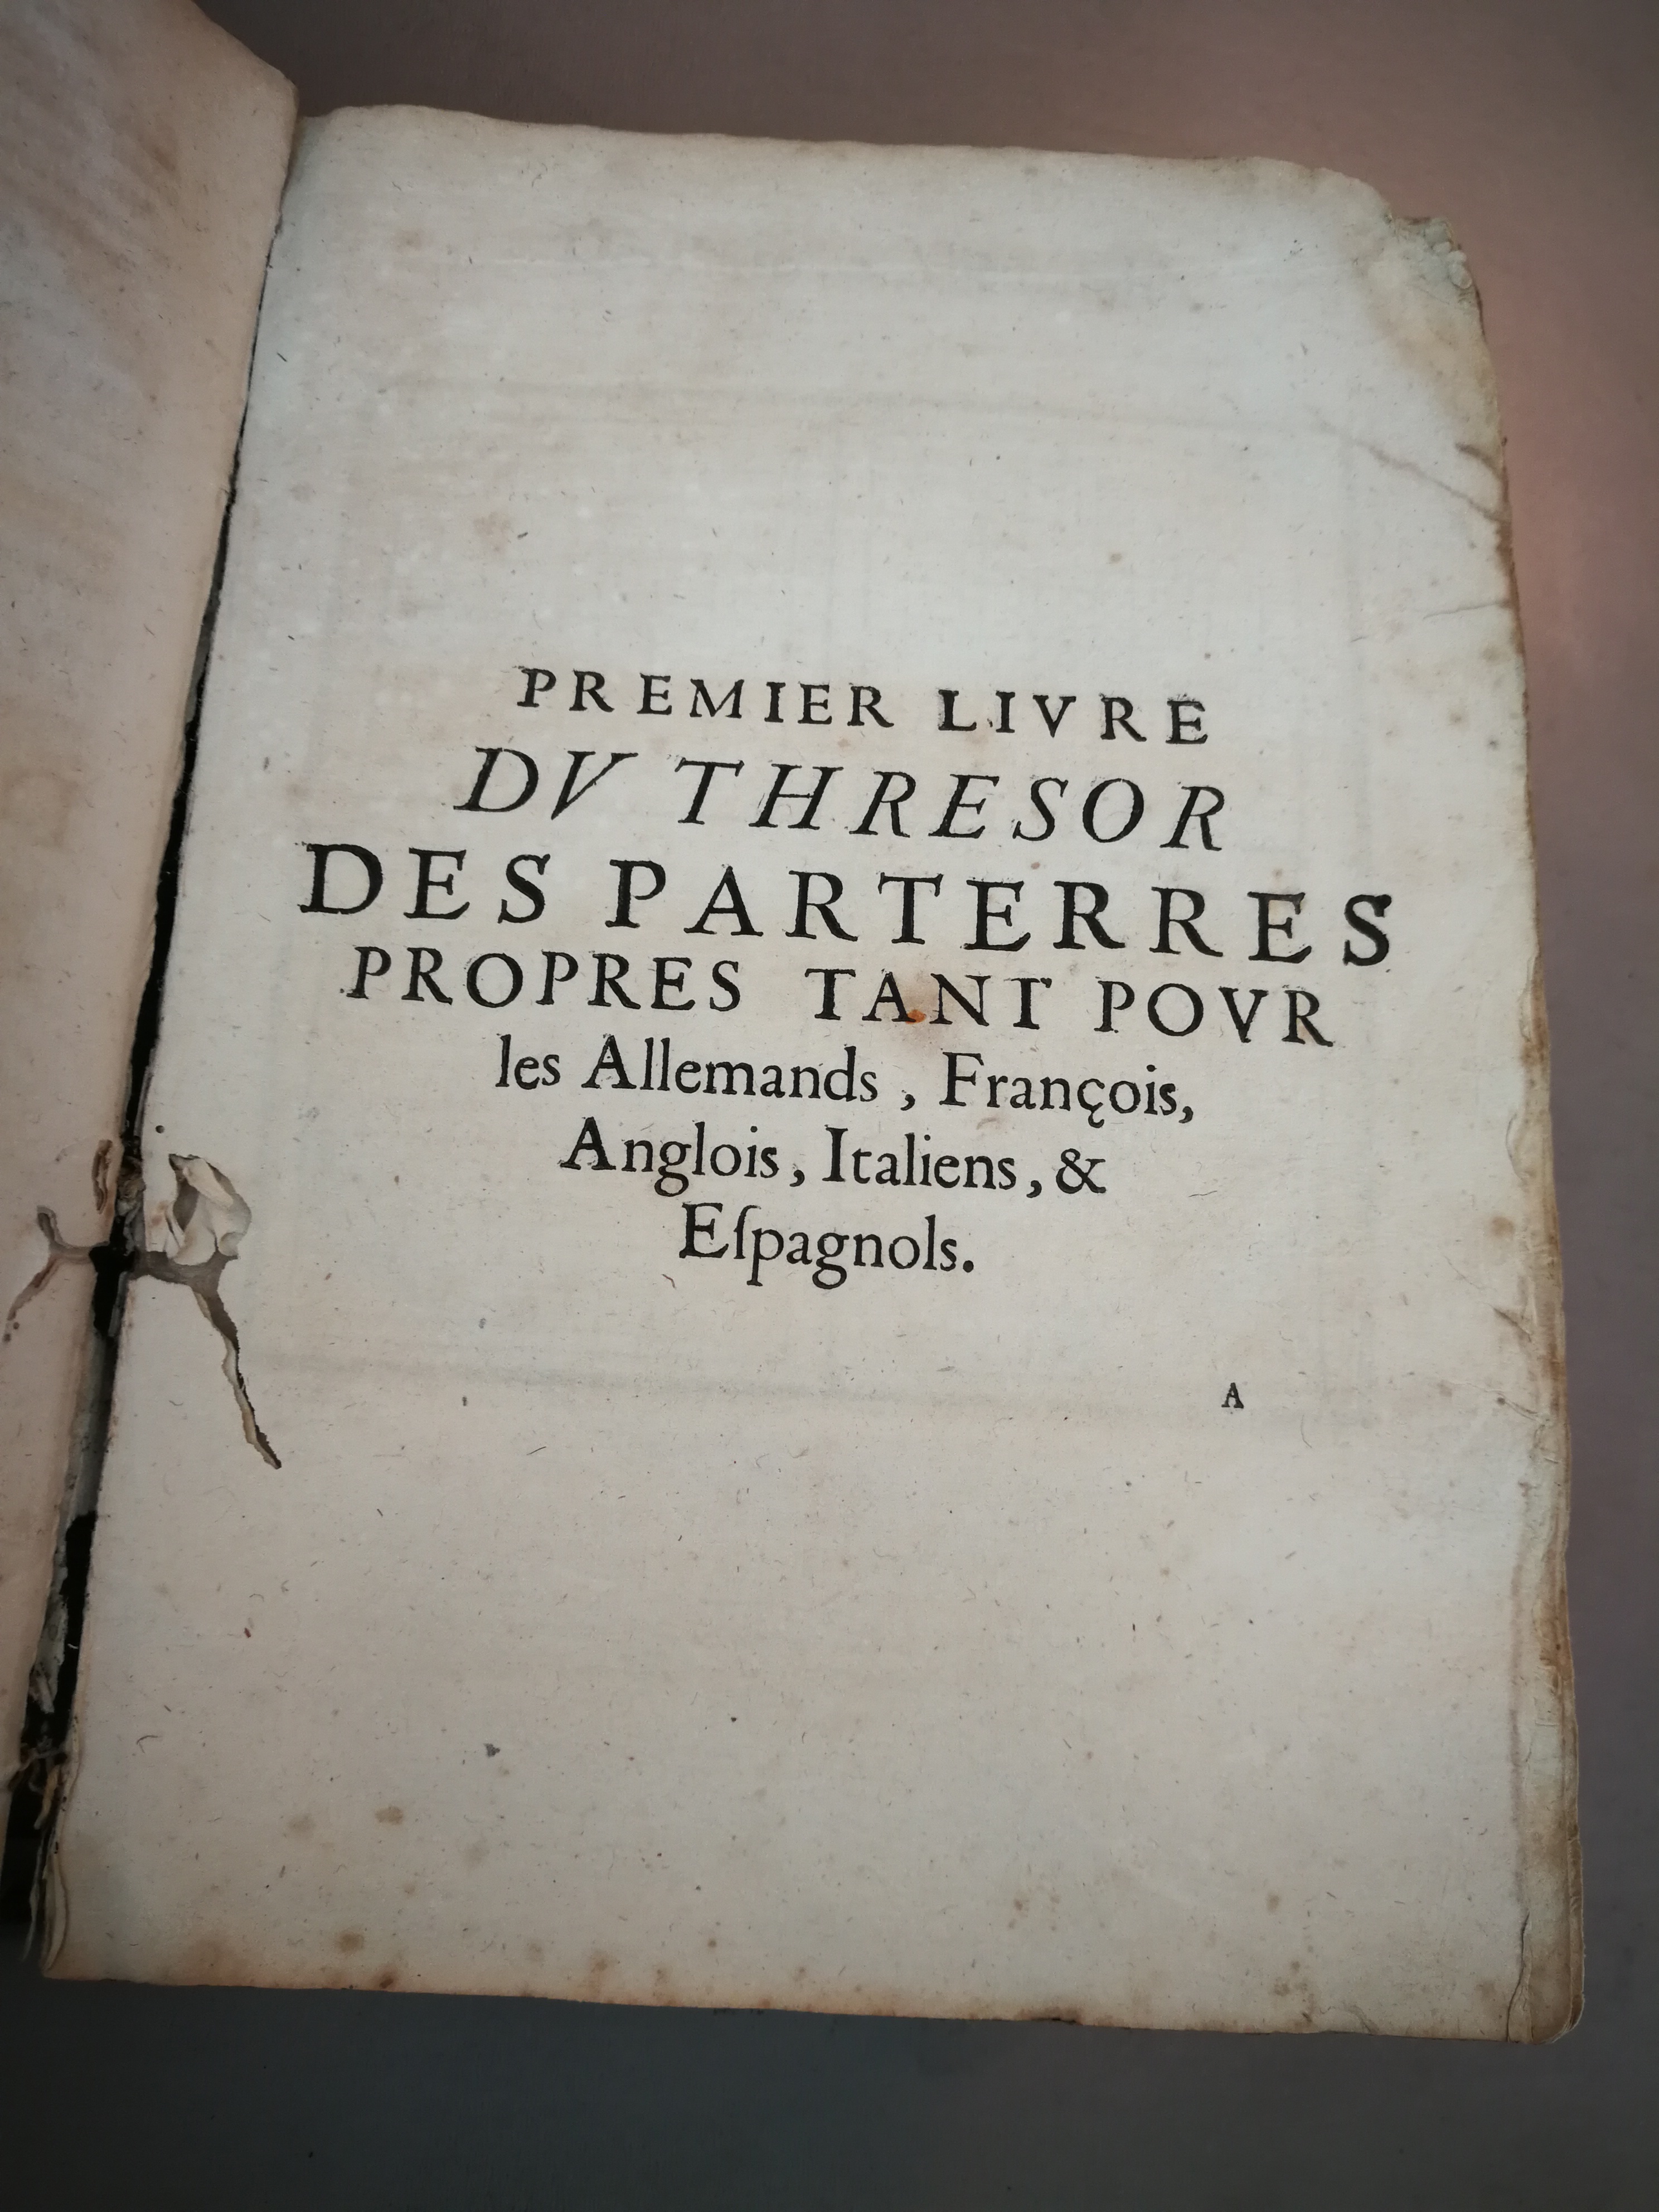 PREMIER LIVRE
DV THRESOR
DES PARTERRES
PROPRES TANT POVR
les Allemands, François,
Anglois, Italiens, &
Eſpagnols.
A